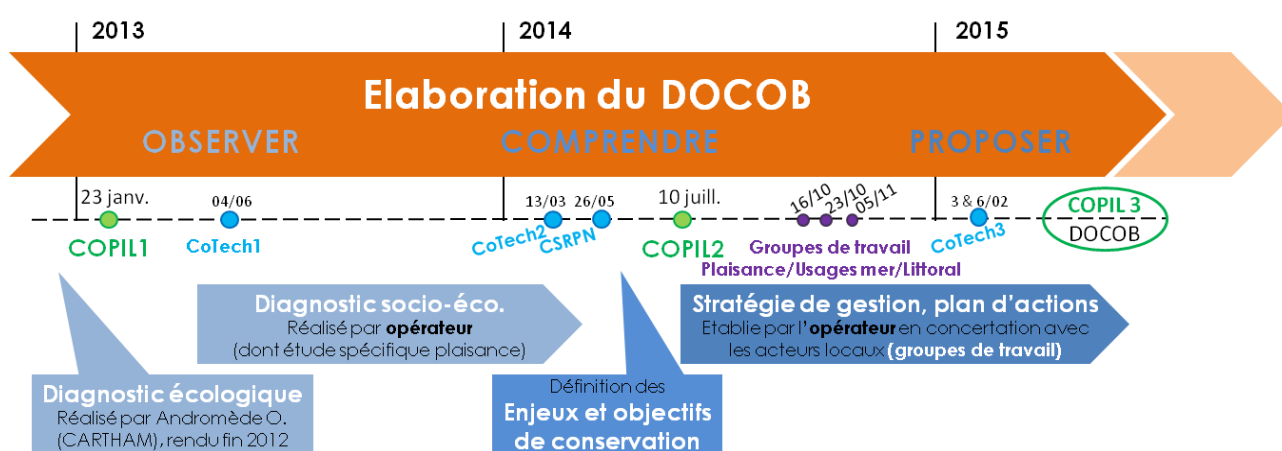 2013
2014
2015
Elaboration du DOCOB
OBSERVER
COMPRENDRE
PROPOSER
23 janv.
04/06
13/03
26/05
10 juill.
16/10
23/10
05/11
3 & 6/02
COPIL1
CoTech1
CoTech2
CSRPN
COPIL2
Groupes de travail
Plaisance/Usages mer/Littoral
CoTech3
COPIL 3
DOCOB
Diagnostic socio-éco.
Réalisé par opérateur
(dont étude spécifique plaisance)
Stratégie de gestion, plan d'actions
Etablie par l'opérateur en concertation avec
les acteurs locaux (groupes de travail)
Diagnostic écologique
Réalisé par Andromède O.
(CARTHAM), rendu fin 2012
Définition des
Enjeux et objectifs
de conservation